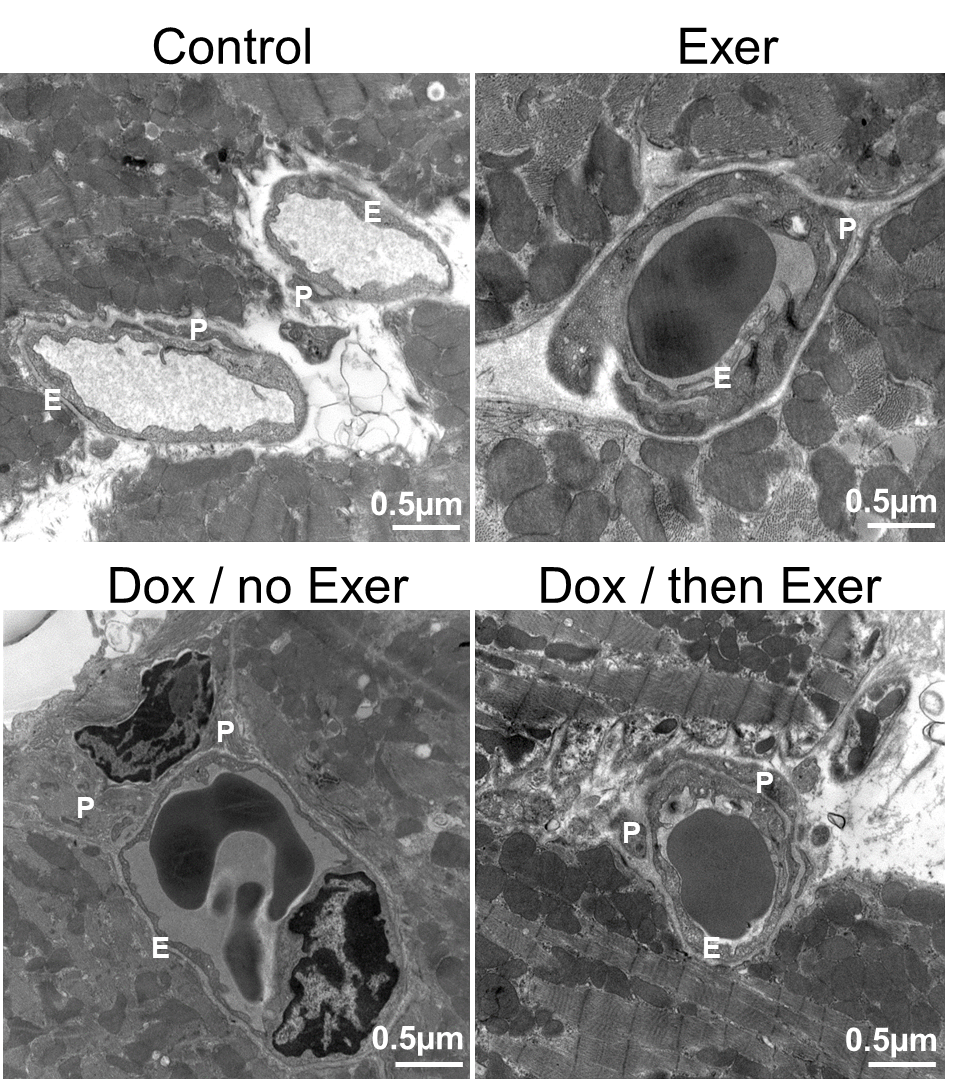 Control
Exer
E
P
P
E
0.5µm
P
E
0.5µm
Dox / no Exer
Dox / then Exer
P
P
E
0.5µm
P
P
E
0.5µm